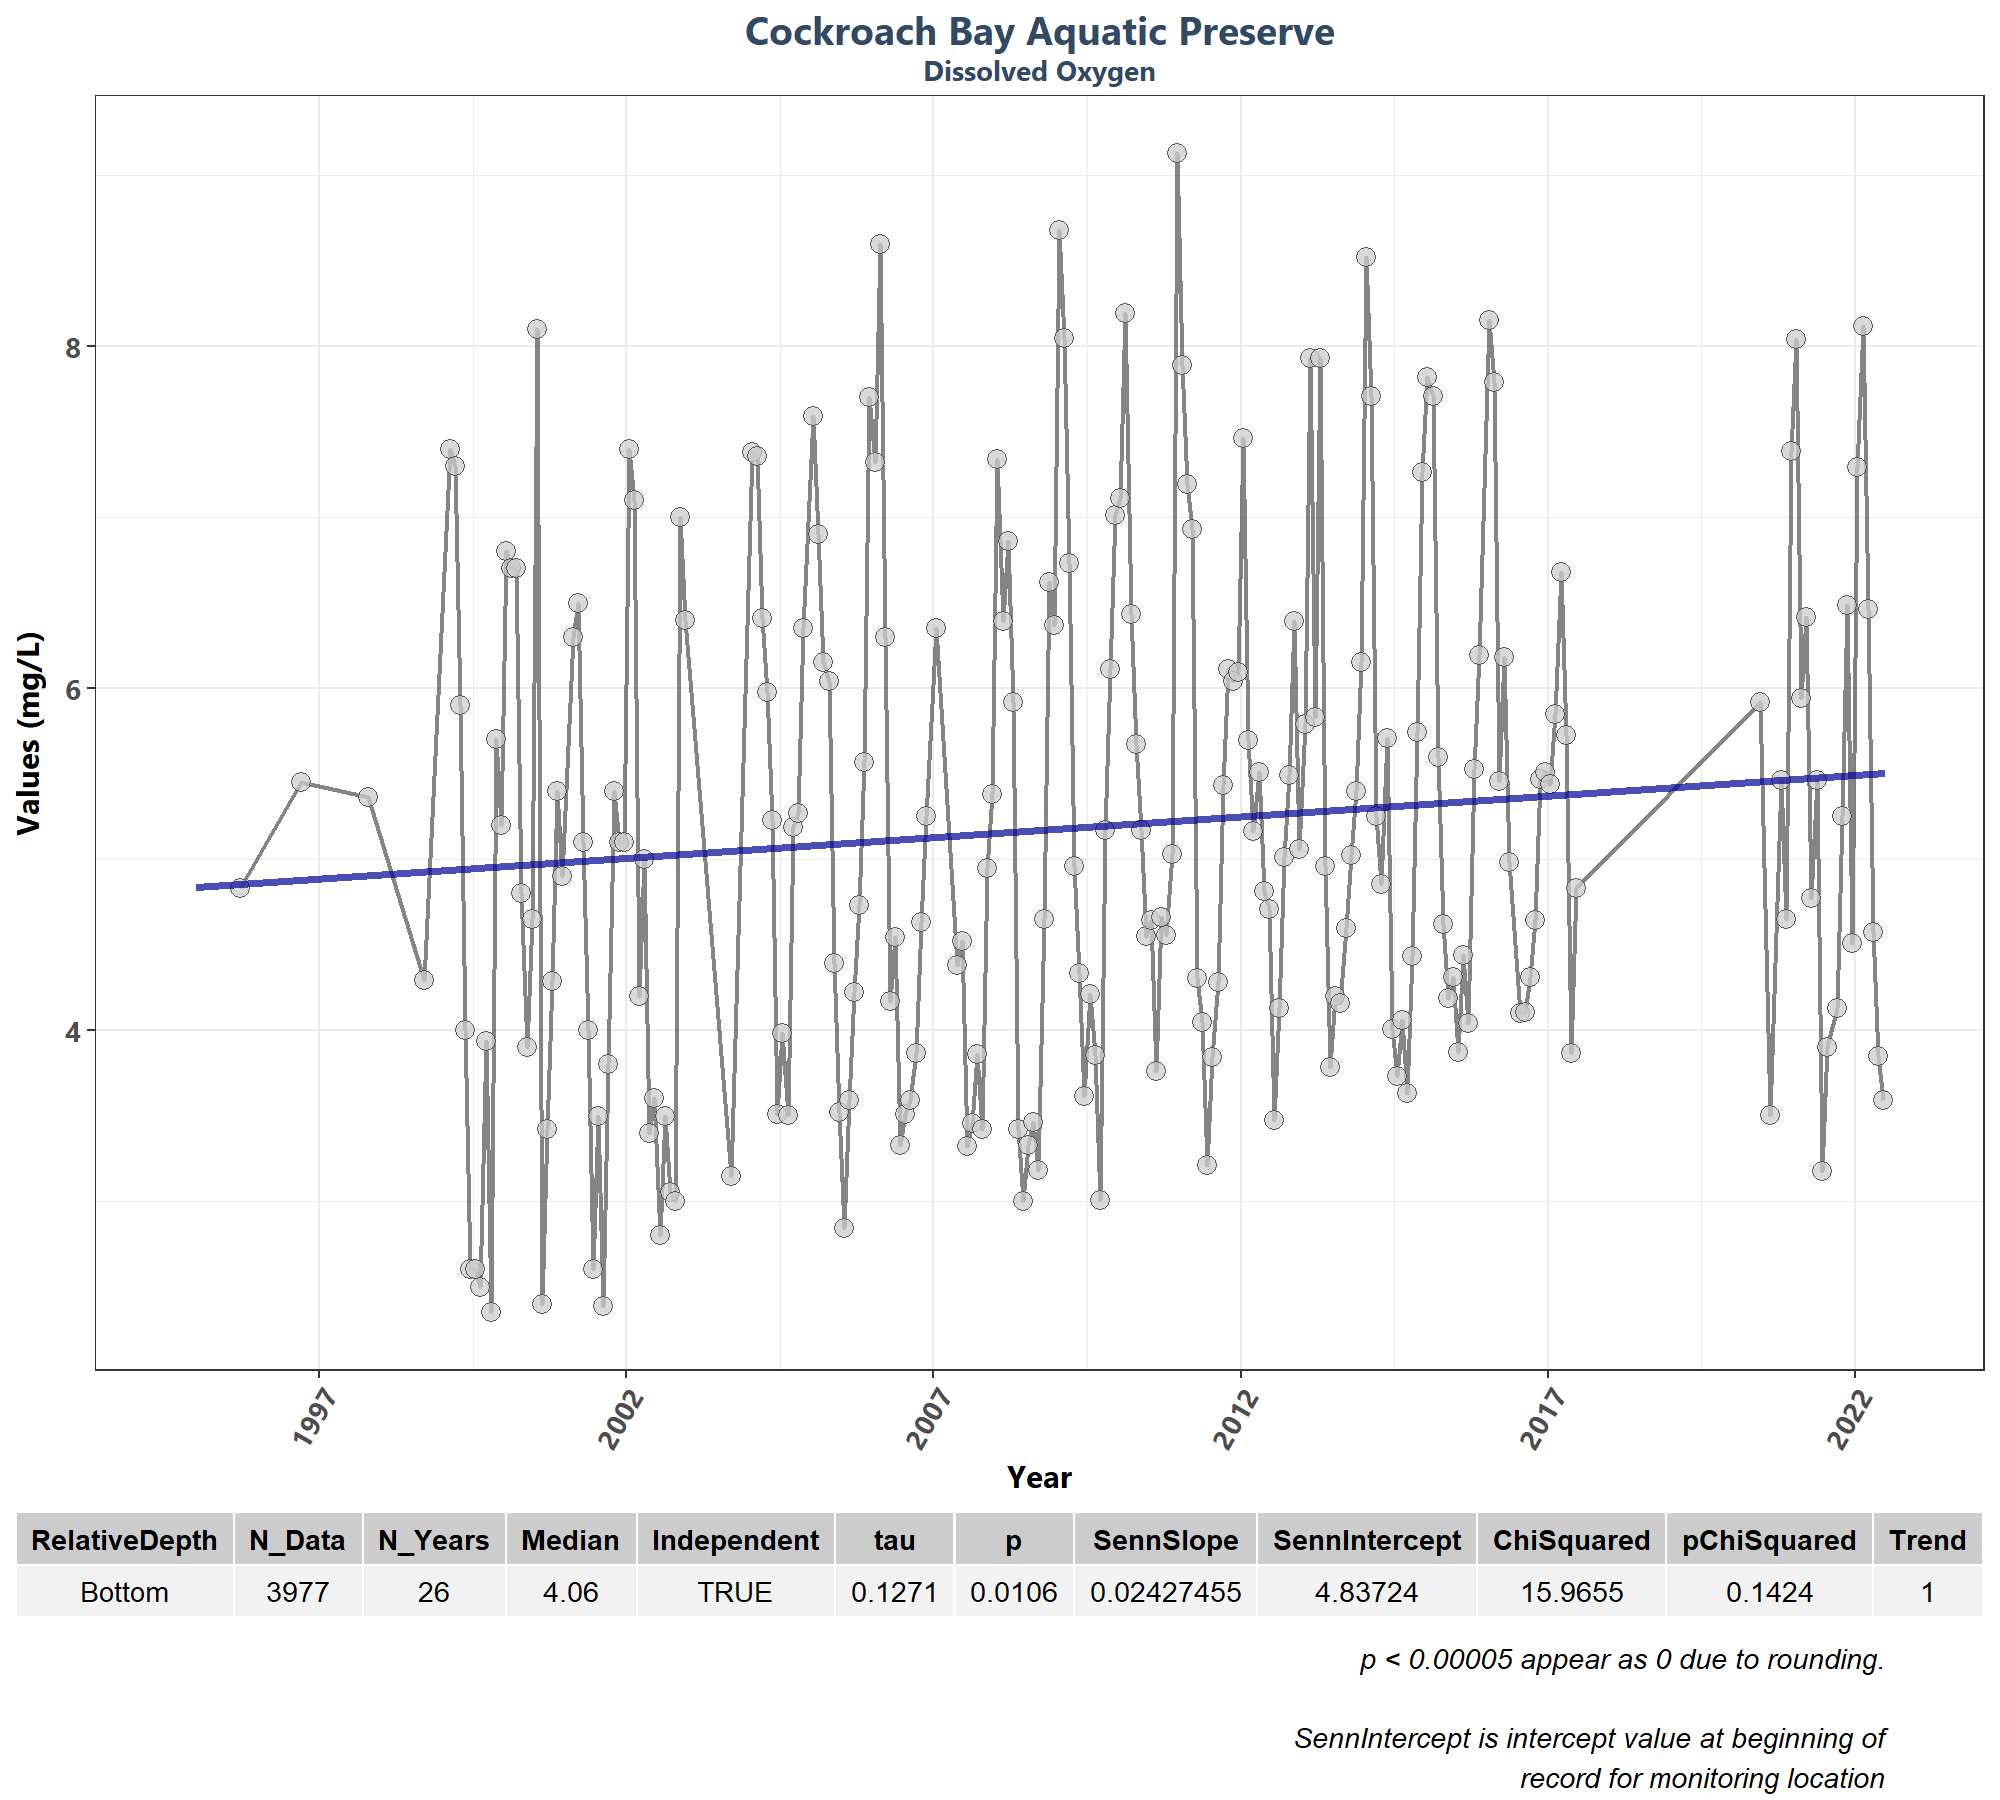 Cockroach Bay Aquatic Preserve
Dissolved Oxygen
Values (mg/L)
8
6
4
1997 2002 2007 2012 2017 2022
Year
RelativeDepth N_Data N_Years Median Independent tau p SennSlope SennIntercept ChiSquared pChiSquared Trend
Bottom 3977 26 4.06 TRUE 0.1271 0.0106 0.02427455 4.83724 15.9655 0.1424 1
p < 0.00005 appear as 0 due to rounding.
SennIntercept is intercept value at beginning of
record for monitoring location